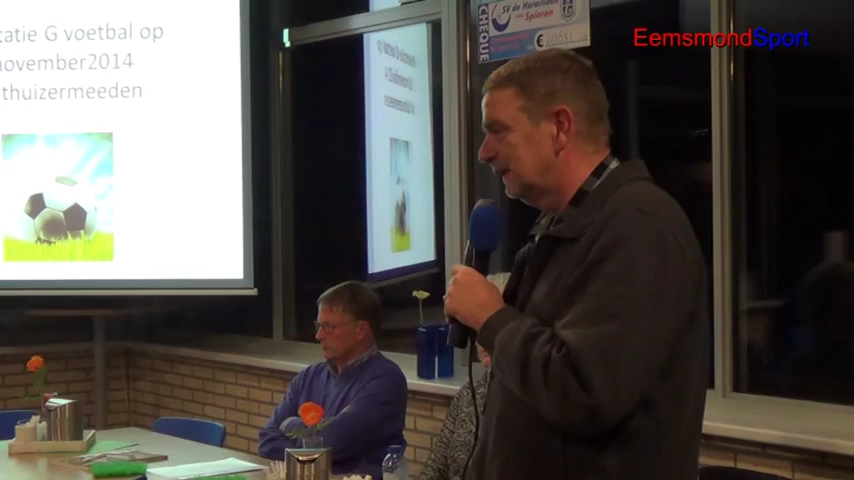 tatie G voetbal op
november2014
thuizermeeden
SV de Heracliden
Spieren
CHEQUE
EemsmondSport